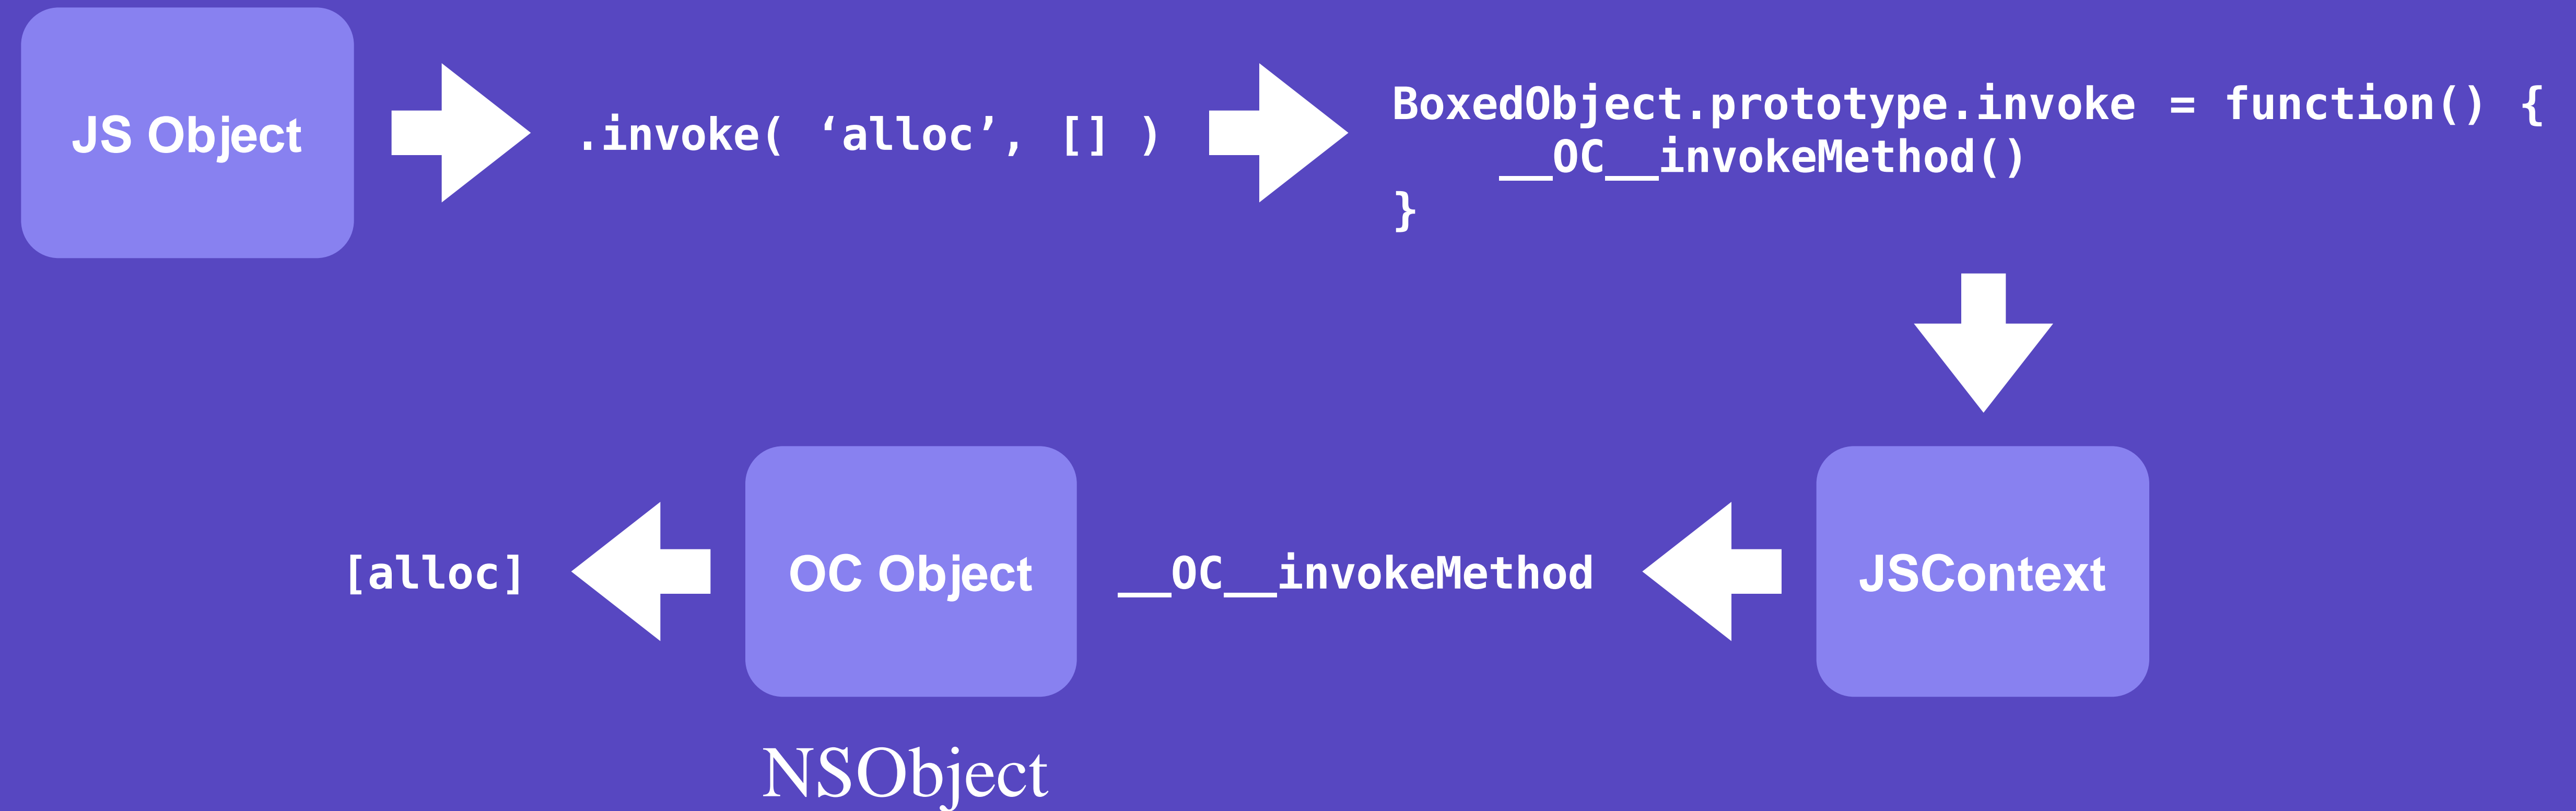 JS Object
.invoke( ‘alloc’, [] )
BoxedObject.prototype.invoke = function() {
__OC__invokeMethod()
}
JSContext
__OC__invokeMethod
OC Object
[alloc]
NSObject